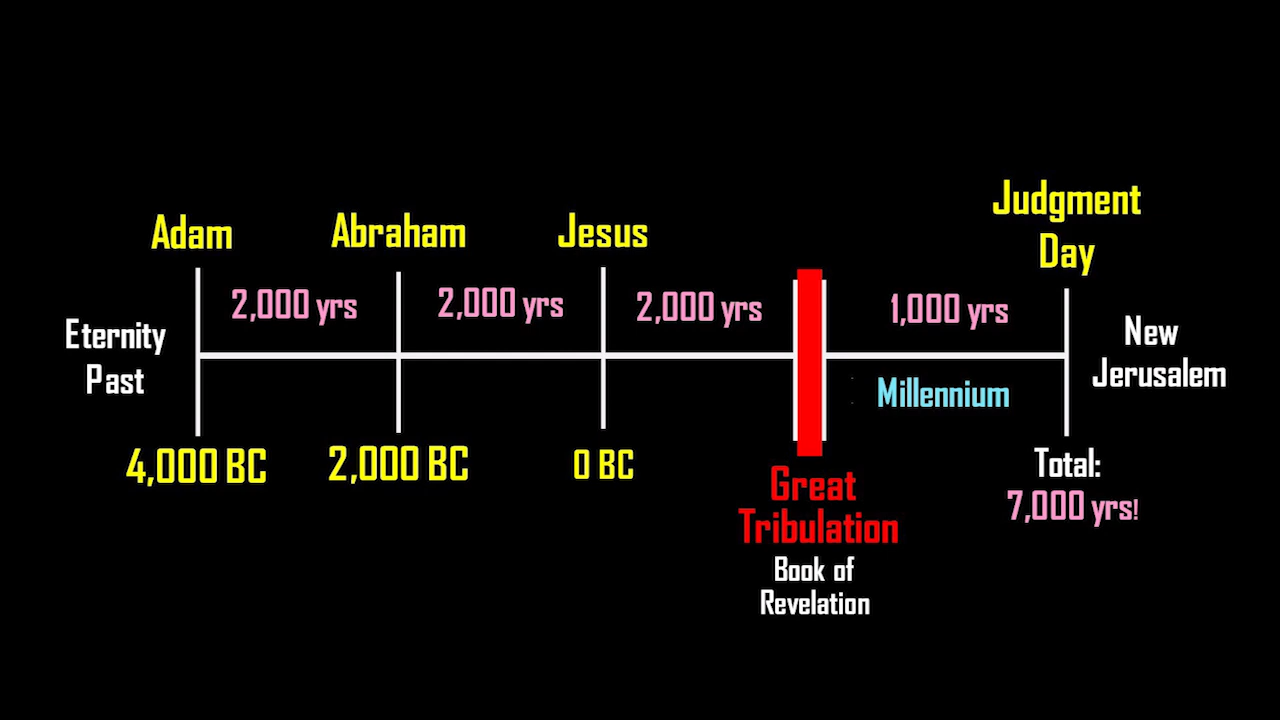 Judgment
Day
Adam
Abraham
Jesus
2,000 yrs
2,000 yrs
2,000 yrs
1,000 yrs
Eternity
Past
New
Jerusalem
Millennium
4,000 BC
2,000 BC
0 BC
Great
Tribulation
Book of
Revelation
Total:
7,000 yrs!